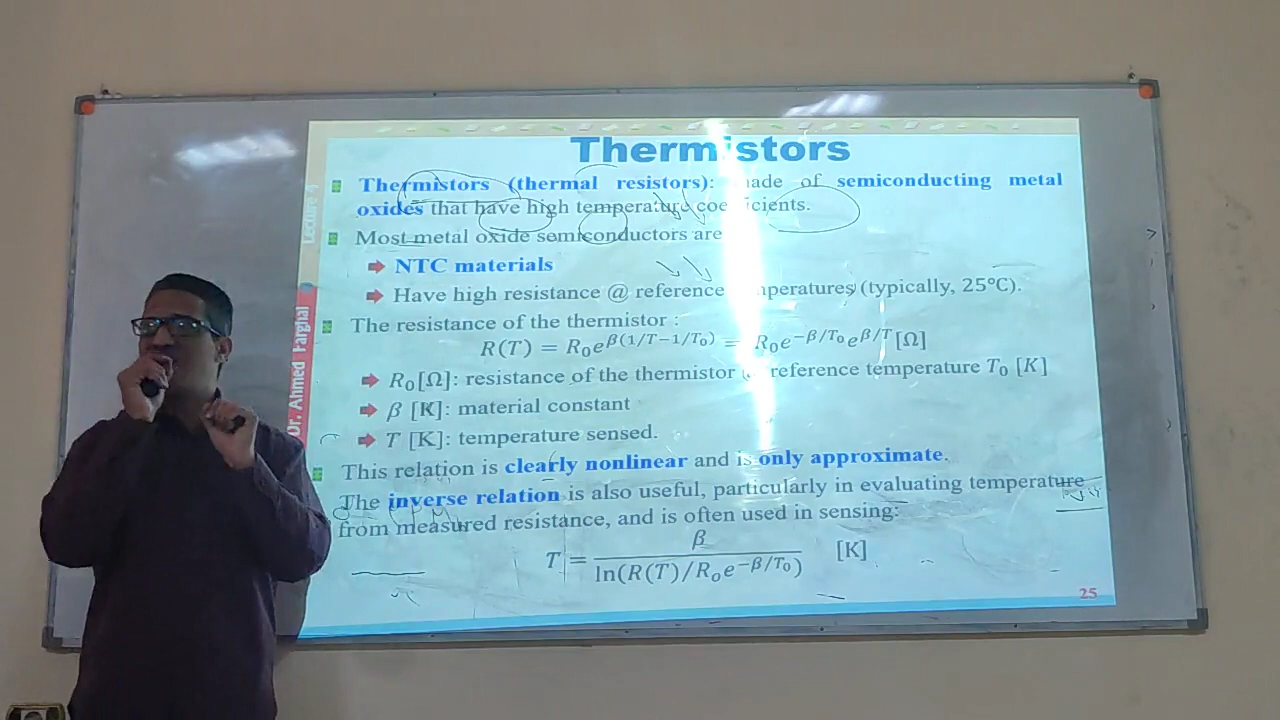 Thermistors
Thermistors (thermal resistors): made of semiconducting metal
oxides that have high temperature coefficients.
Most metal oxide semiconductors are
NTC materials
Have high resistance @ reference temperatures (typically, 25°C).
The resistance of the thermistor :
R(T) = R₀e^{β(1/T−1/T₀)} = R₀e^{−β/T₀}e^{β/T} [Ω]
R₀[Ω]: resistance of the thermistor @ reference temperature T₀ [K]
β [K]: material constant
T [K]: temperature sensed.
This relation is clearly nonlinear and is only approximate.
The inverse relation is also useful, particularly in evaluating temperature
from measured resistance, and is often used in sensing:
T = β / ln(R(T)/R₀e^{−β/T₀}) [K]
25
Lecture
Dr. Ahmed Farghal